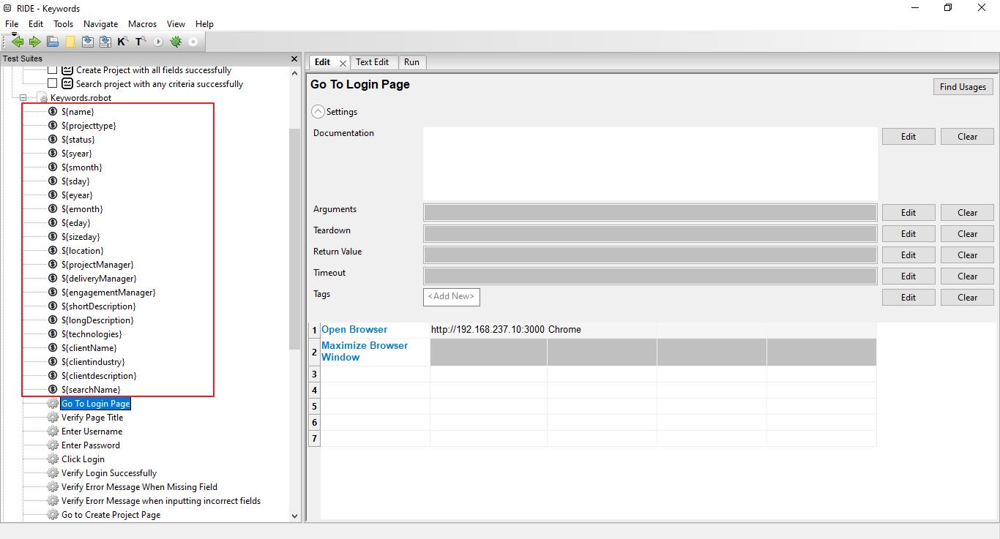 RIDE - Keywords
File Edit Tools Navigate Macros View Help
K T
Test Suites
Create Project with all fields successfully
Search project with any criteria successfully
Keywords.robot
${name}
${projecttype}
${status}
${syear}
${smonth}
${sday}
${eyear}
${emonth}
${eday}
${sizeday}
${location}
${projectManager}
${deliveryManager}
${engagementManager}
${shortDescription}
${longDescription}
${technologies}
${clientName}
${clientindustry}
${clientdescription}
${searchName}
Go To Login Page
Verify Page Title
Enter Username
Enter Password
Click Login
Verify Login Successfully
Verify Error Message When Missing Field
Verify Erorr Message when inputting incorrect fields
Go to Create Project Page
Edit Text Edit Run
Go To Login Page Find Usages
Settings
Documentation Edit Clear
Arguments Edit Clear
Teardown Edit Clear
Return Value Edit Clear
Timeout Edit Clear
Tags <Add New> Edit Clear
1 Open Browser http://192.168.237.10:3000 Chrome
2 Maximize Browser
Window
3
4
5
6
7